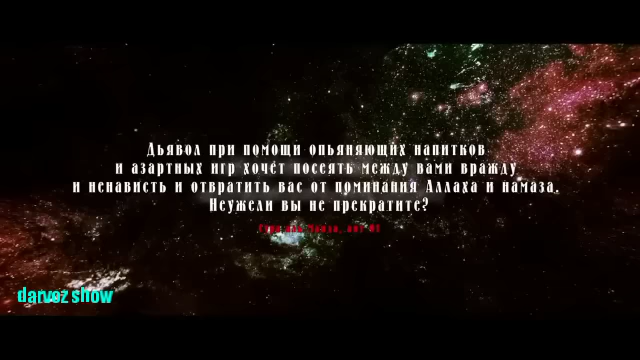 Дьявол при помощи опьяняющих напитков
и азартных игр хочет посеять между вами вражду
и ненависть и отвратить вас от поминания Аллаха и намаза.
Неужели вы не прекратите?
darvoz show